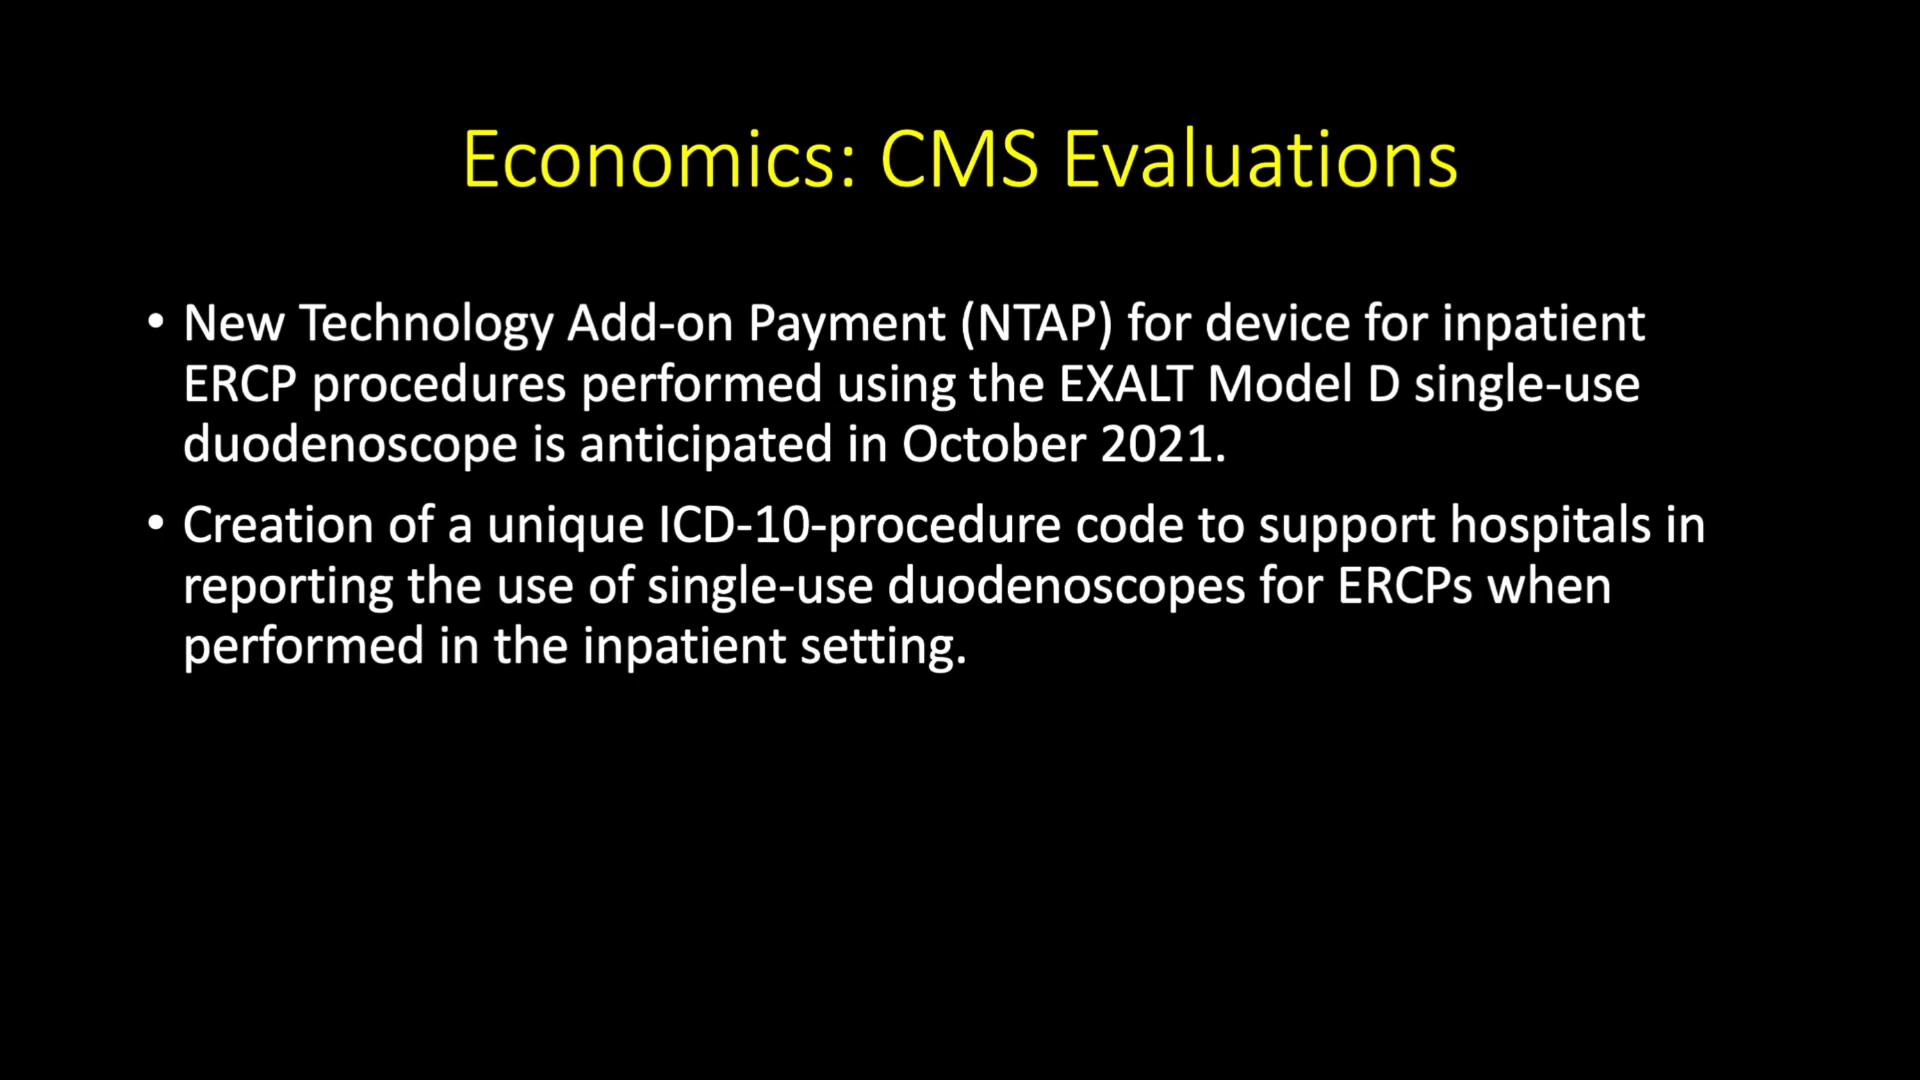 Economics: CMS Evaluations
• New Technology Add-on Payment (NTAP) for device for inpatient
ERCP procedures performed using the EXALT Model D single-use
duodenoscope is anticipated in October 2021.
• Creation of a unique ICD-10-procedure code to support hospitals in
reporting the use of single-use duodenoscopes for ERCPs when
performed in the inpatient setting.